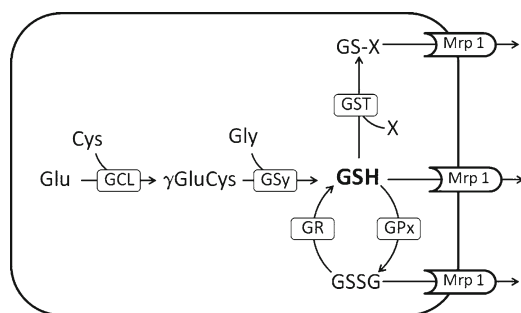 GS-X Mrp 1
GST
X
Cys Gly
Glu GCL γGluCys GSy GSH Mrp 1
GR GPx
GSSG Mrp 1